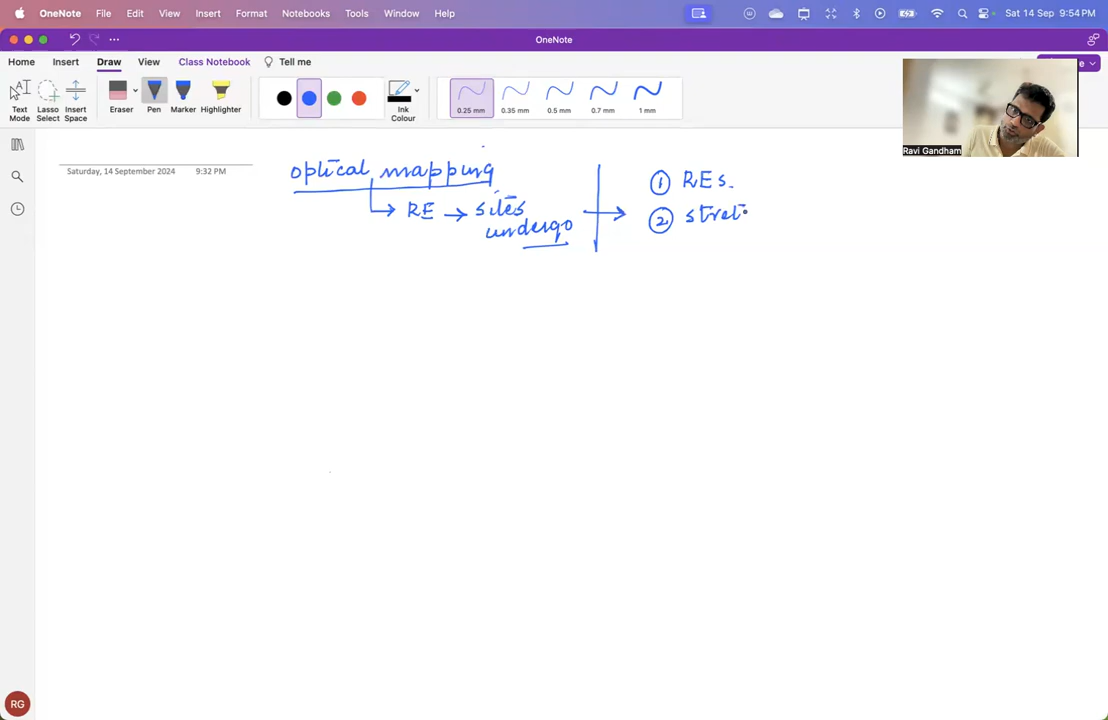 OneNote File Edit View Insert Format Notebooks Tools Window Help Sat 14 Sep 9:54 PM
OneNote
Home Insert Draw View Class Notebook Tell me
Text Mode Lasso Select Insert Space Eraser Pen Marker Highlighter Ink Colour 0.25 mm 0.35 mm 0.5 mm 0.7 mm 1 mm
Ravi Gandham
Saturday, 14 September 2024 9:32 PM
optical mapping
RE → sites
undergo
① REs.
② stret
RG